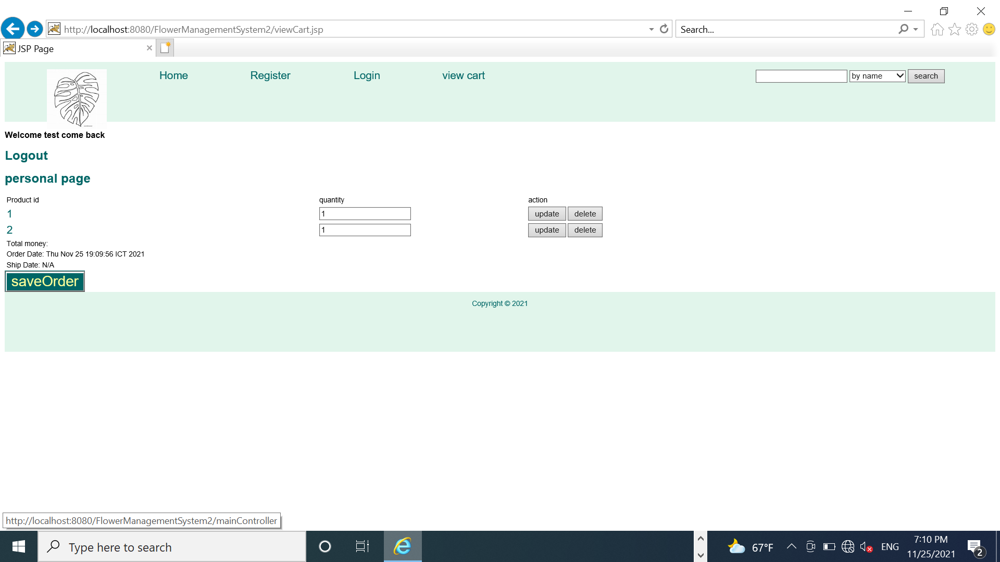 http://localhost:8080/FlowerManagementSystem2/viewCart.jsp
Search...
JSP Page
Home Register Login view cart
by name search
Welcome test come back
Logout
personal page
Product id quantity action
1 1 update delete
2 1 update delete
Total money:
Order Date: Thu Nov 25 19:09:56 ICT 2021
Ship Date: N/A
saveOrder
Copyright © 2021
http://localhost:8080/FlowerManagementSystem2/mainController
Type here to search
67°F
ENG
7:10 PM
11/25/2021
2